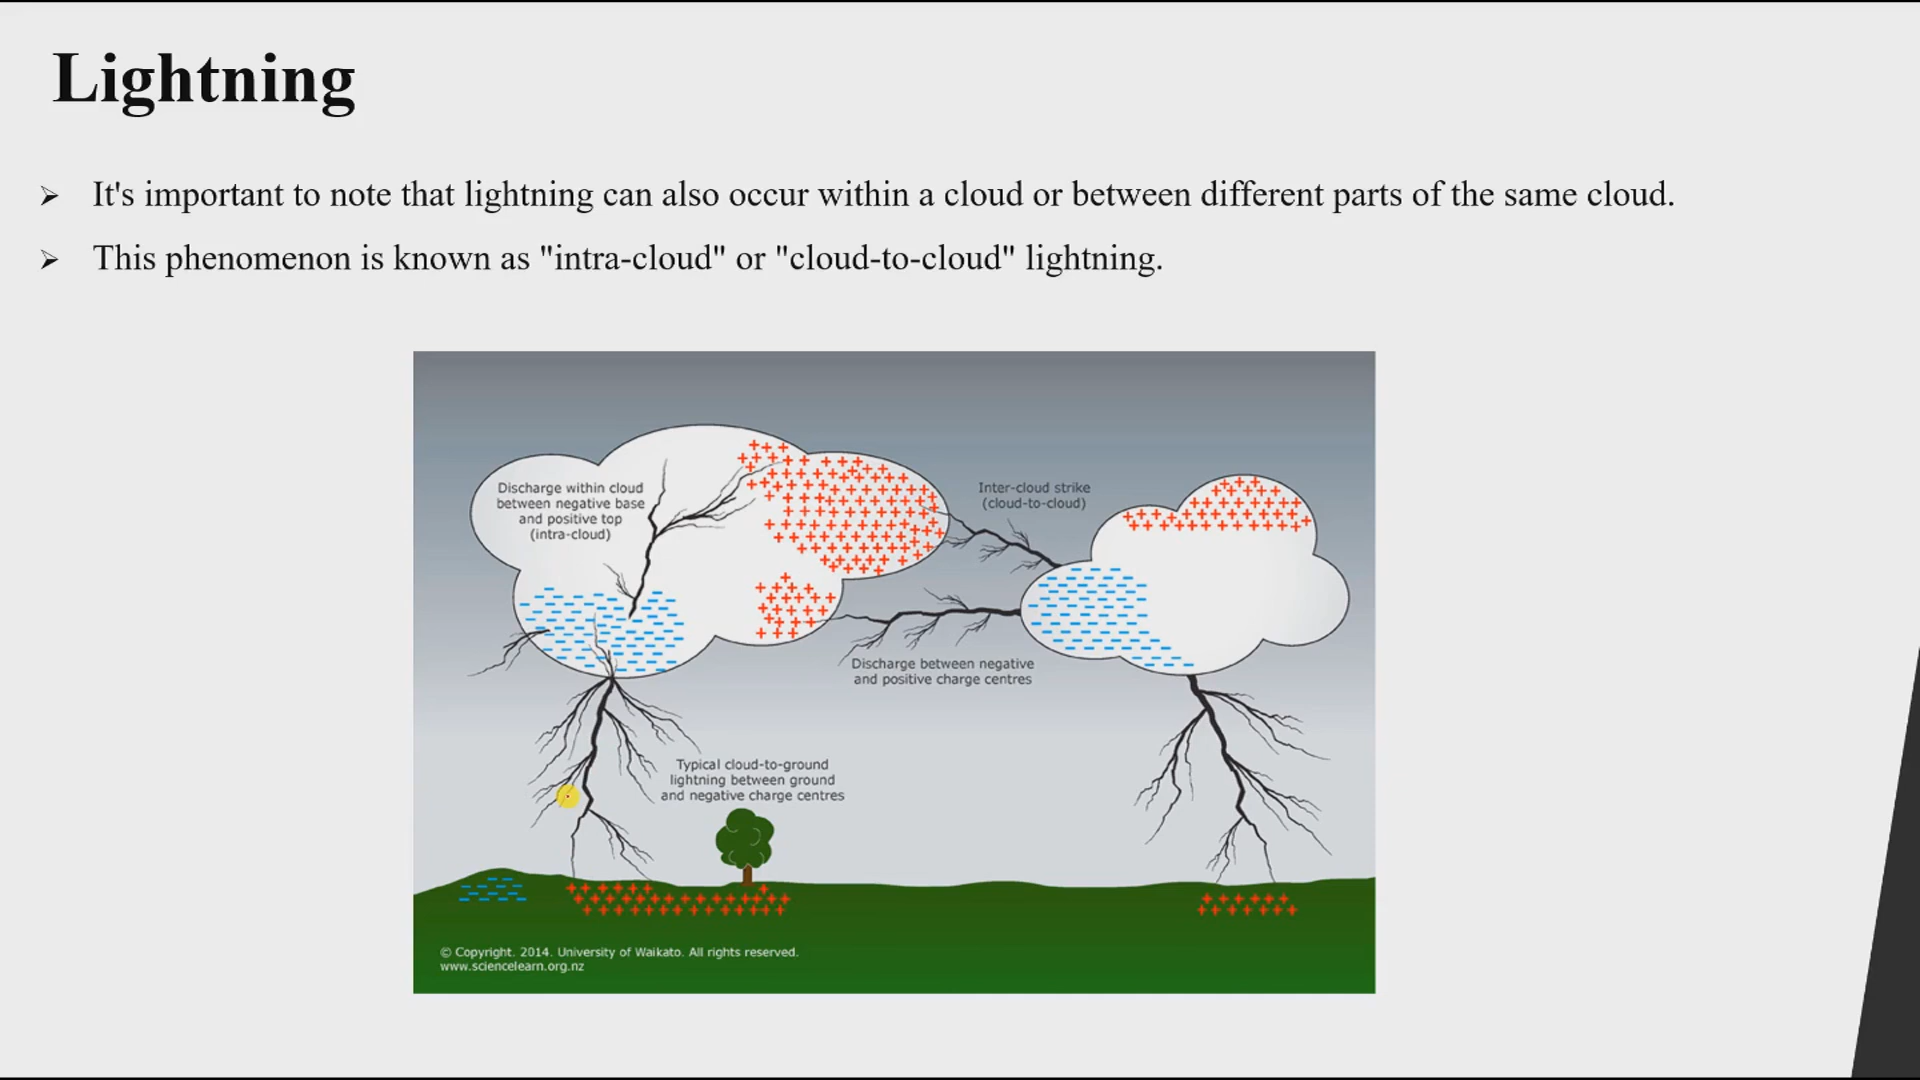 Lightning
It's important to note that lightning can also occur within a cloud or between different parts of the same cloud.
This phenomenon is known as "intra-cloud" or "cloud-to-cloud" lightning.
Discharge within cloud
between negative base
and positive top
(intra-cloud)
Inter-cloud strike
(cloud-to-cloud)
Discharge between negative
and positive charge centres
Typical cloud-to-ground
lightning between ground
and negative charge centres
© Copyright. 2014. University of Waikato. All rights reserved.
www.sciencelearn.org.nz